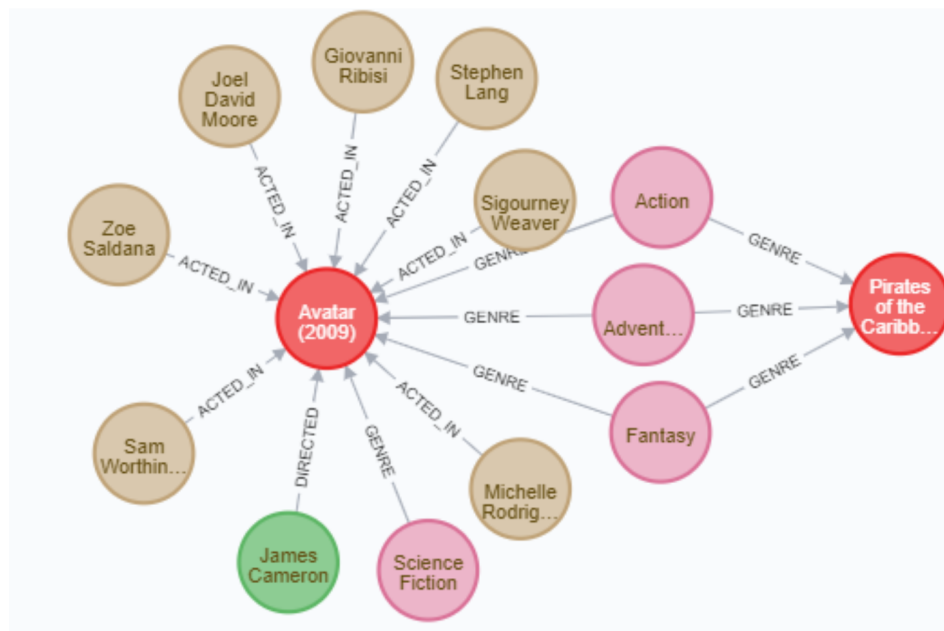 Giovanni
Ribisi
Stephen
Lang
Joel
David
Moore
ACTED_IN
ACTED_IN
ACTED_IN
Sigourney
Weaver
Action
Zoe
Saldana
ACTED_IN
ACTED_IN
GENRE
GENRE
Avatar
(2009)
GENRE
Advent...
GENRE
Pirates
of the
Caribb...
ACTED_IN
GENRE
GENRE
Fantasy
Sam
Worthin...
DIRECTED
GENRE
ACTED_IN
Michelle
Rodrig...
James
Cameron
Science
Fiction